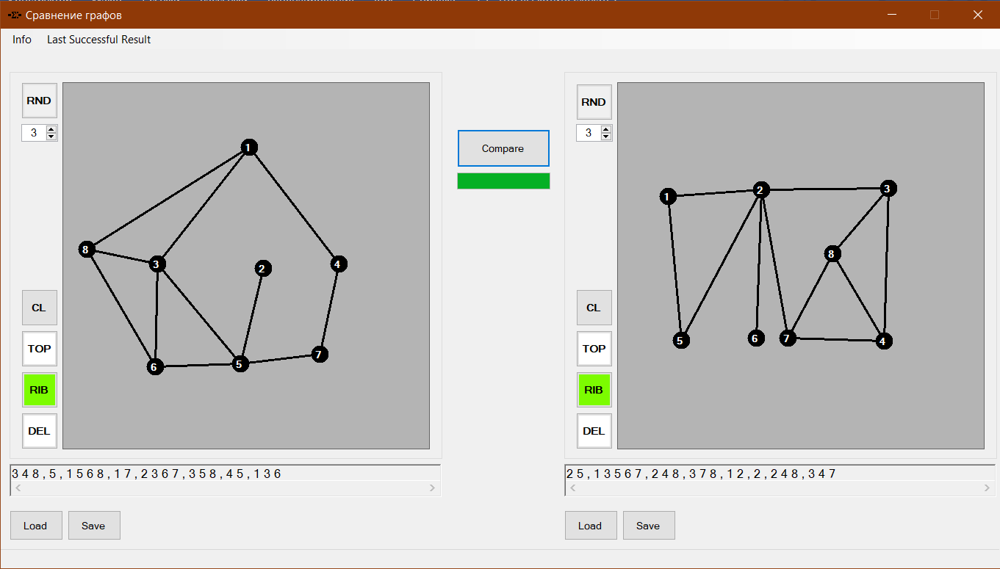 Сравнение графов
Info Last Successful Result
RND
3
CL
TOP
RIB
DEL
1
8
3
2
4
6
5
7
3 4 8 , 5 , 1 5 6 8 , 1 7 , 2 3 6 7 , 3 5 8 , 4 5 , 1 3 6
Load Save
Compare
RND
3
CL
TOP
RIB
DEL
1
2
3
8
5
6
7
4
2 5 , 1 3 5 6 7 , 2 4 8 , 3 7 8 , 1 2 , 2 , 2 4 8 , 3 4 7
Load Save